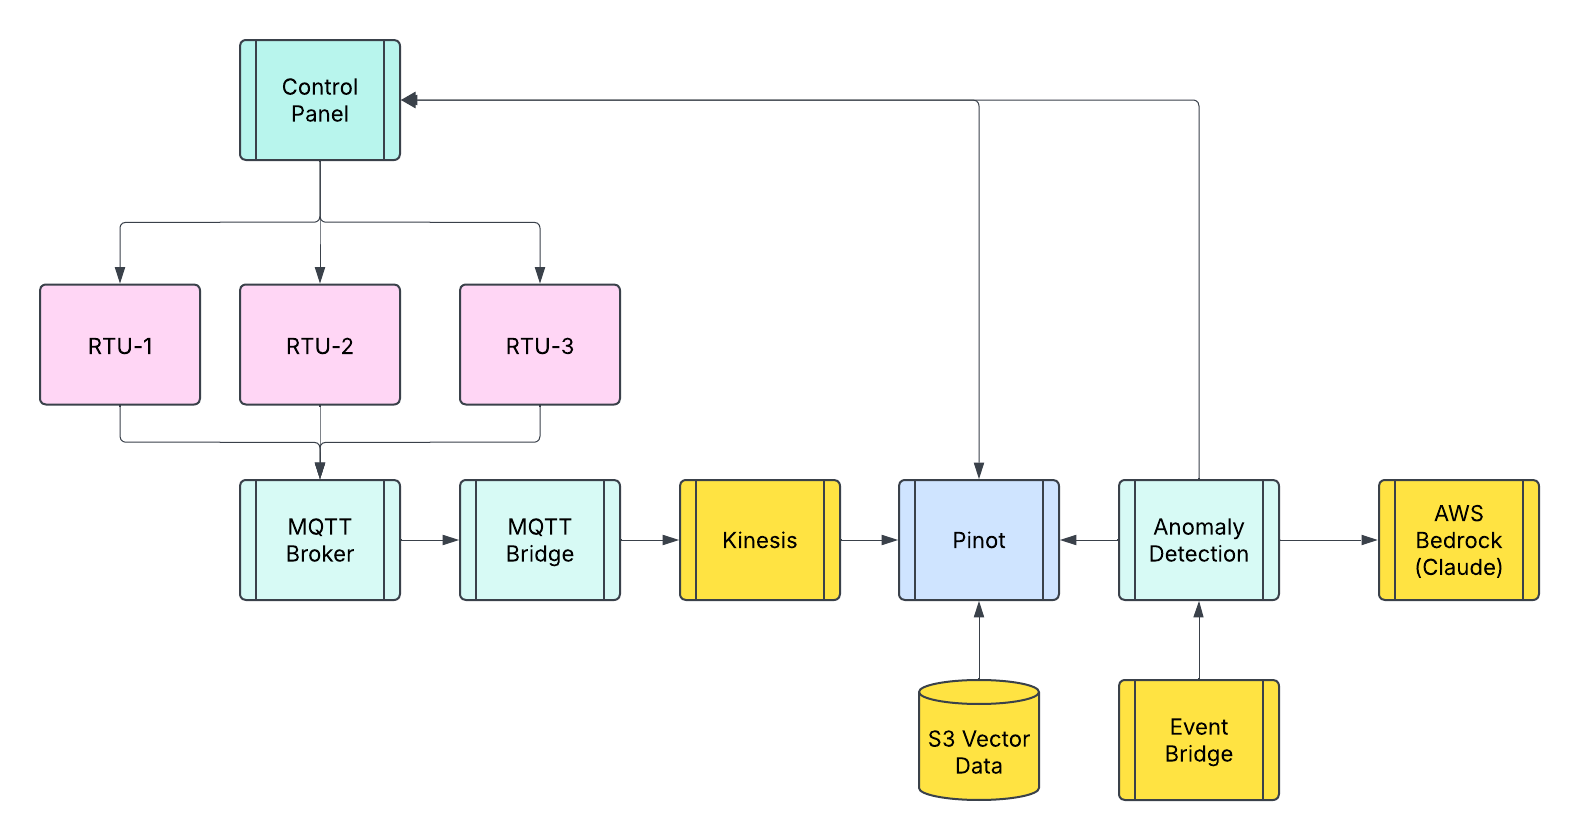 Control
Panel
RTU-1
RTU-2
RTU-3
MQTT
Broker
MQTT
Bridge
Kinesis
Pinot
Anomaly
Detection
AWS
Bedrock
(Claude)
S3 Vector
Data
Event
Bridge